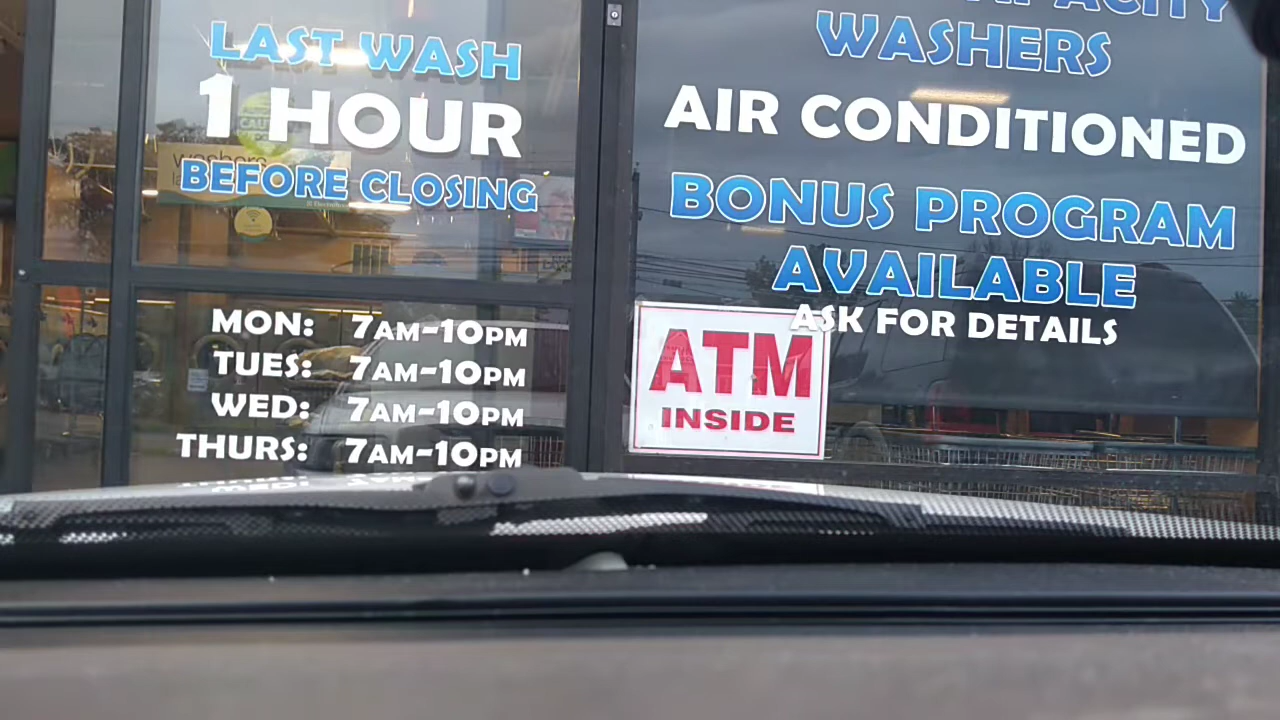 LAST WASH
1 HOUR
BEFORE CLOSING
MON: 7AM-10PM
TUES: 7AM-10PM
WED: 7AM-10PM
THURS: 7AM-10PM
WASHERS
AIR CONDITIONED
BONUS PROGRAM
AVAILABLE
ASK FOR DETAILS
ATM
INSIDE